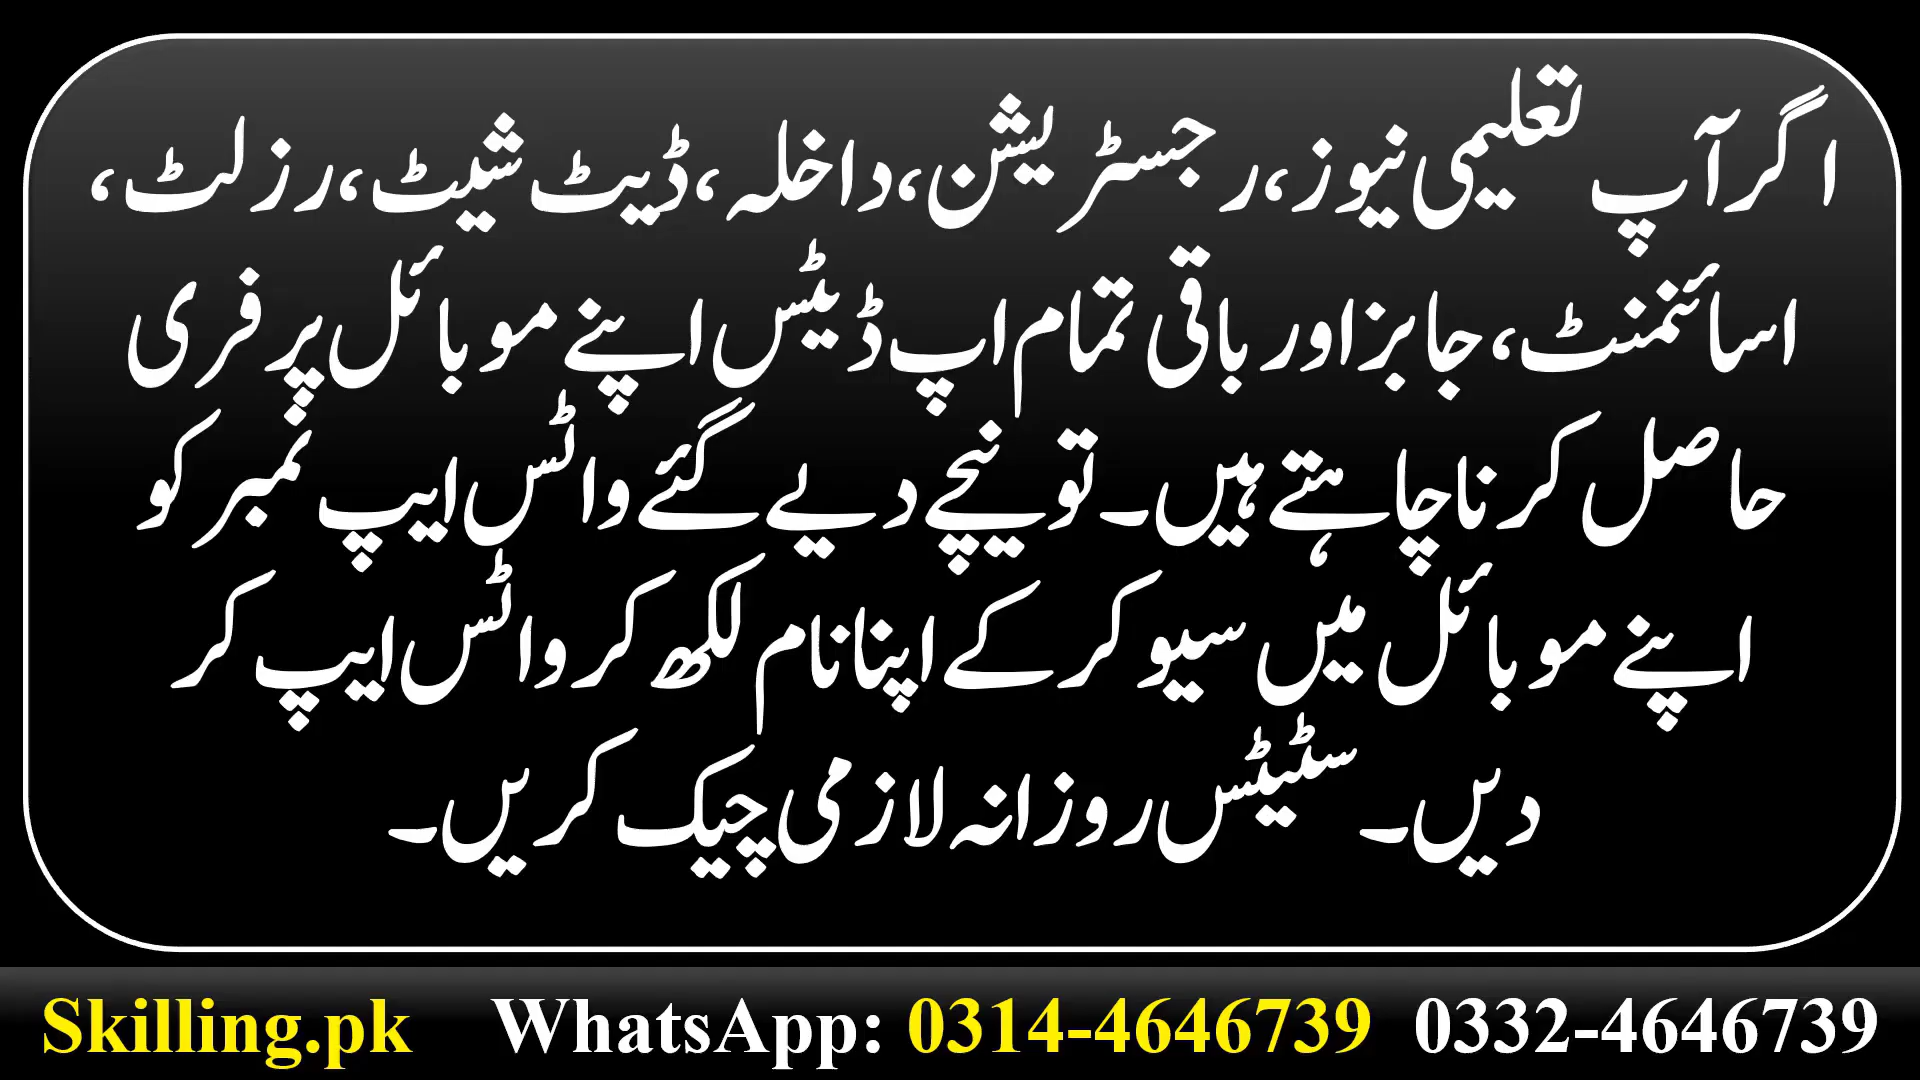 اگر آپ تعلیمی نیوز، رجسٹریشن، داخلہ، ڈیٹ شیٹ، رزلٹ،
اسائنمنٹ، جابز اور باقی تمام اپ ڈیٹس اپنے موبائل پر فری
حاصل کرنا چاہتے ہیں۔ تو نیچے دیے گئے واٹس ایپ نمبر کو
اپنے موبائل میں سیو کر کے اپنا نام لکھ کر واٹس ایپ کر
دیں۔ سٹیٹس روزانہ لازمی چیک کریں۔
Skilling.pk WhatsApp: 0314-4646739 0332-4646739